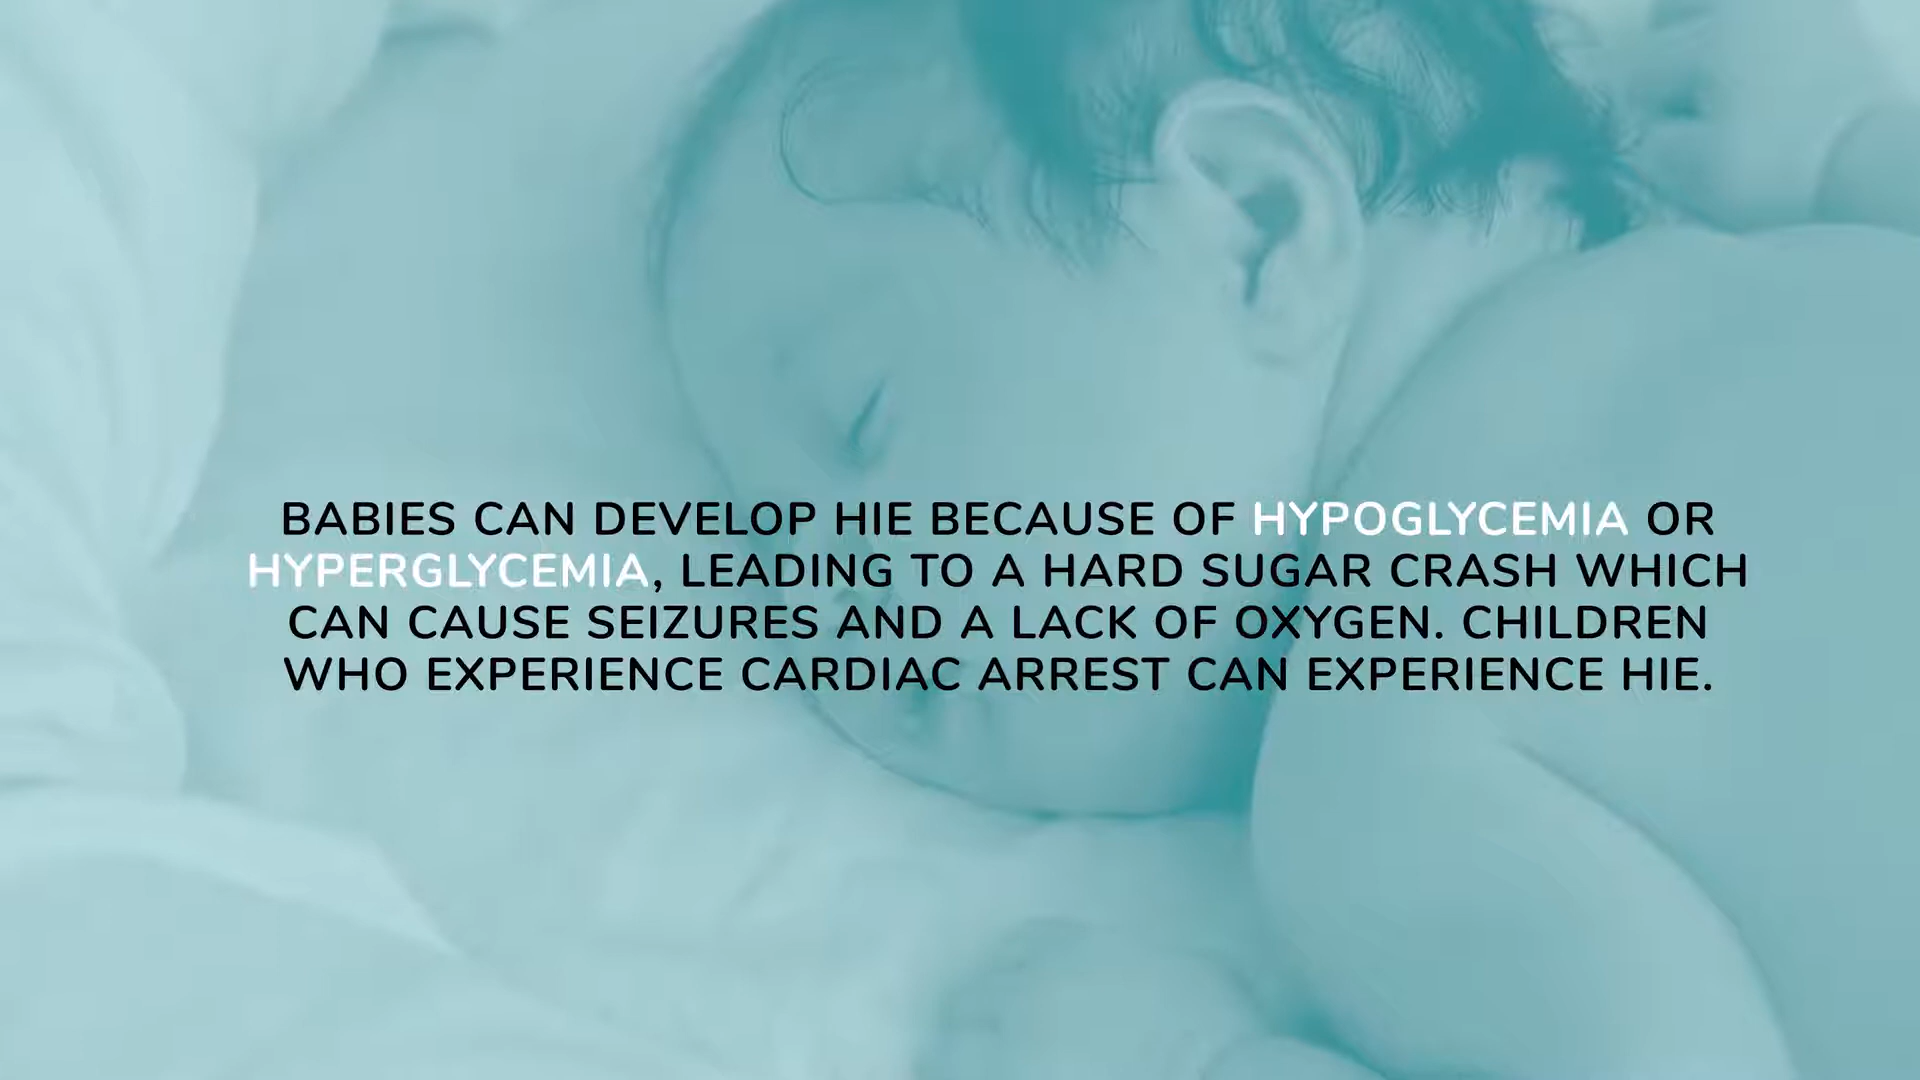 BABIES CAN DEVELOP HIE BECAUSE OF HYPOGLYCEMIA OR
HYPERGLYCEMIA, LEADING TO A HARD SUGAR CRASH WHICH
CAN CAUSE SEIZURES AND A LACK OF OXYGEN. CHILDREN
WHO EXPERIENCE CARDIAC ARREST CAN EXPERIENCE HIE.